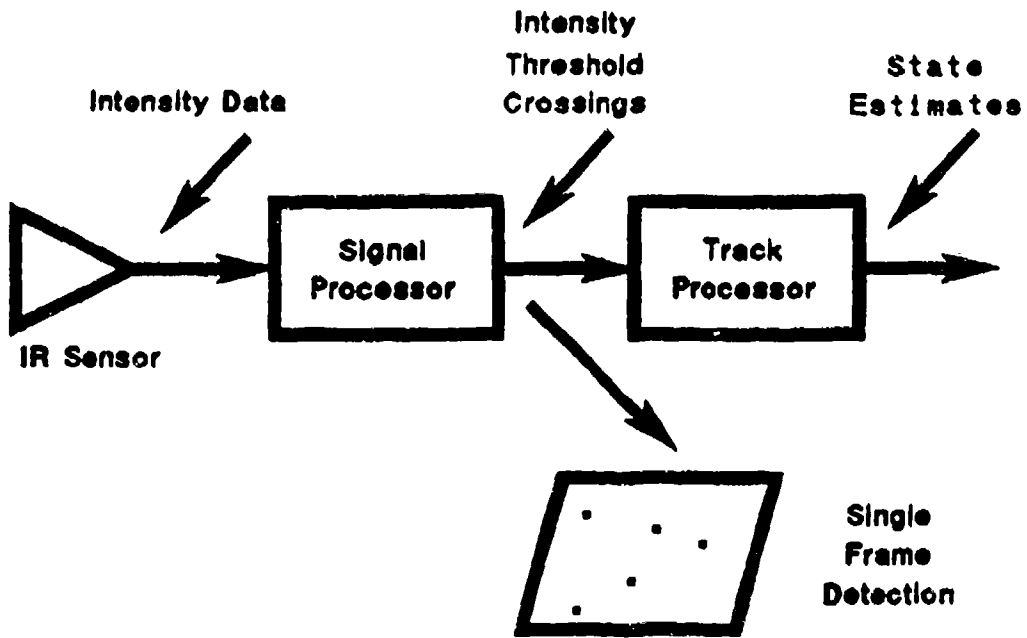 Intensity Data
Intensity
Threshold
Crossings
State
Estimates
IR Sensor
Signal
Processor
Track
Processor
Single
Frame
Detection